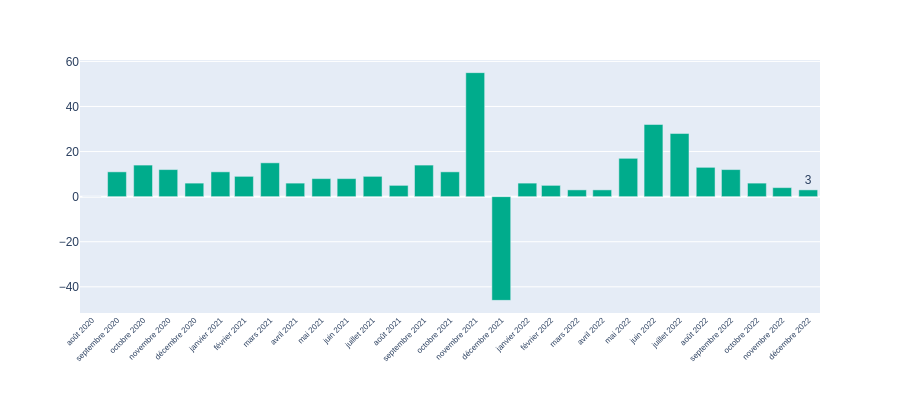 60
40
20
0
−20
−40
3
août 2020
septembre 2020
octobre 2020
novembre 2020
décembre 2020
janvier 2021
février 2021
mars 2021
avril 2021
mai 2021
juin 2021
juillet 2021
août 2021
septembre 2021
octobre 2021
novembre 2021
décembre 2021
janvier 2022
février 2022
mars 2022
avril 2022
mai 2022
juin 2022
juillet 2022
août 2022
septembre 2022
octobre 2022
novembre 2022
décembre 2022